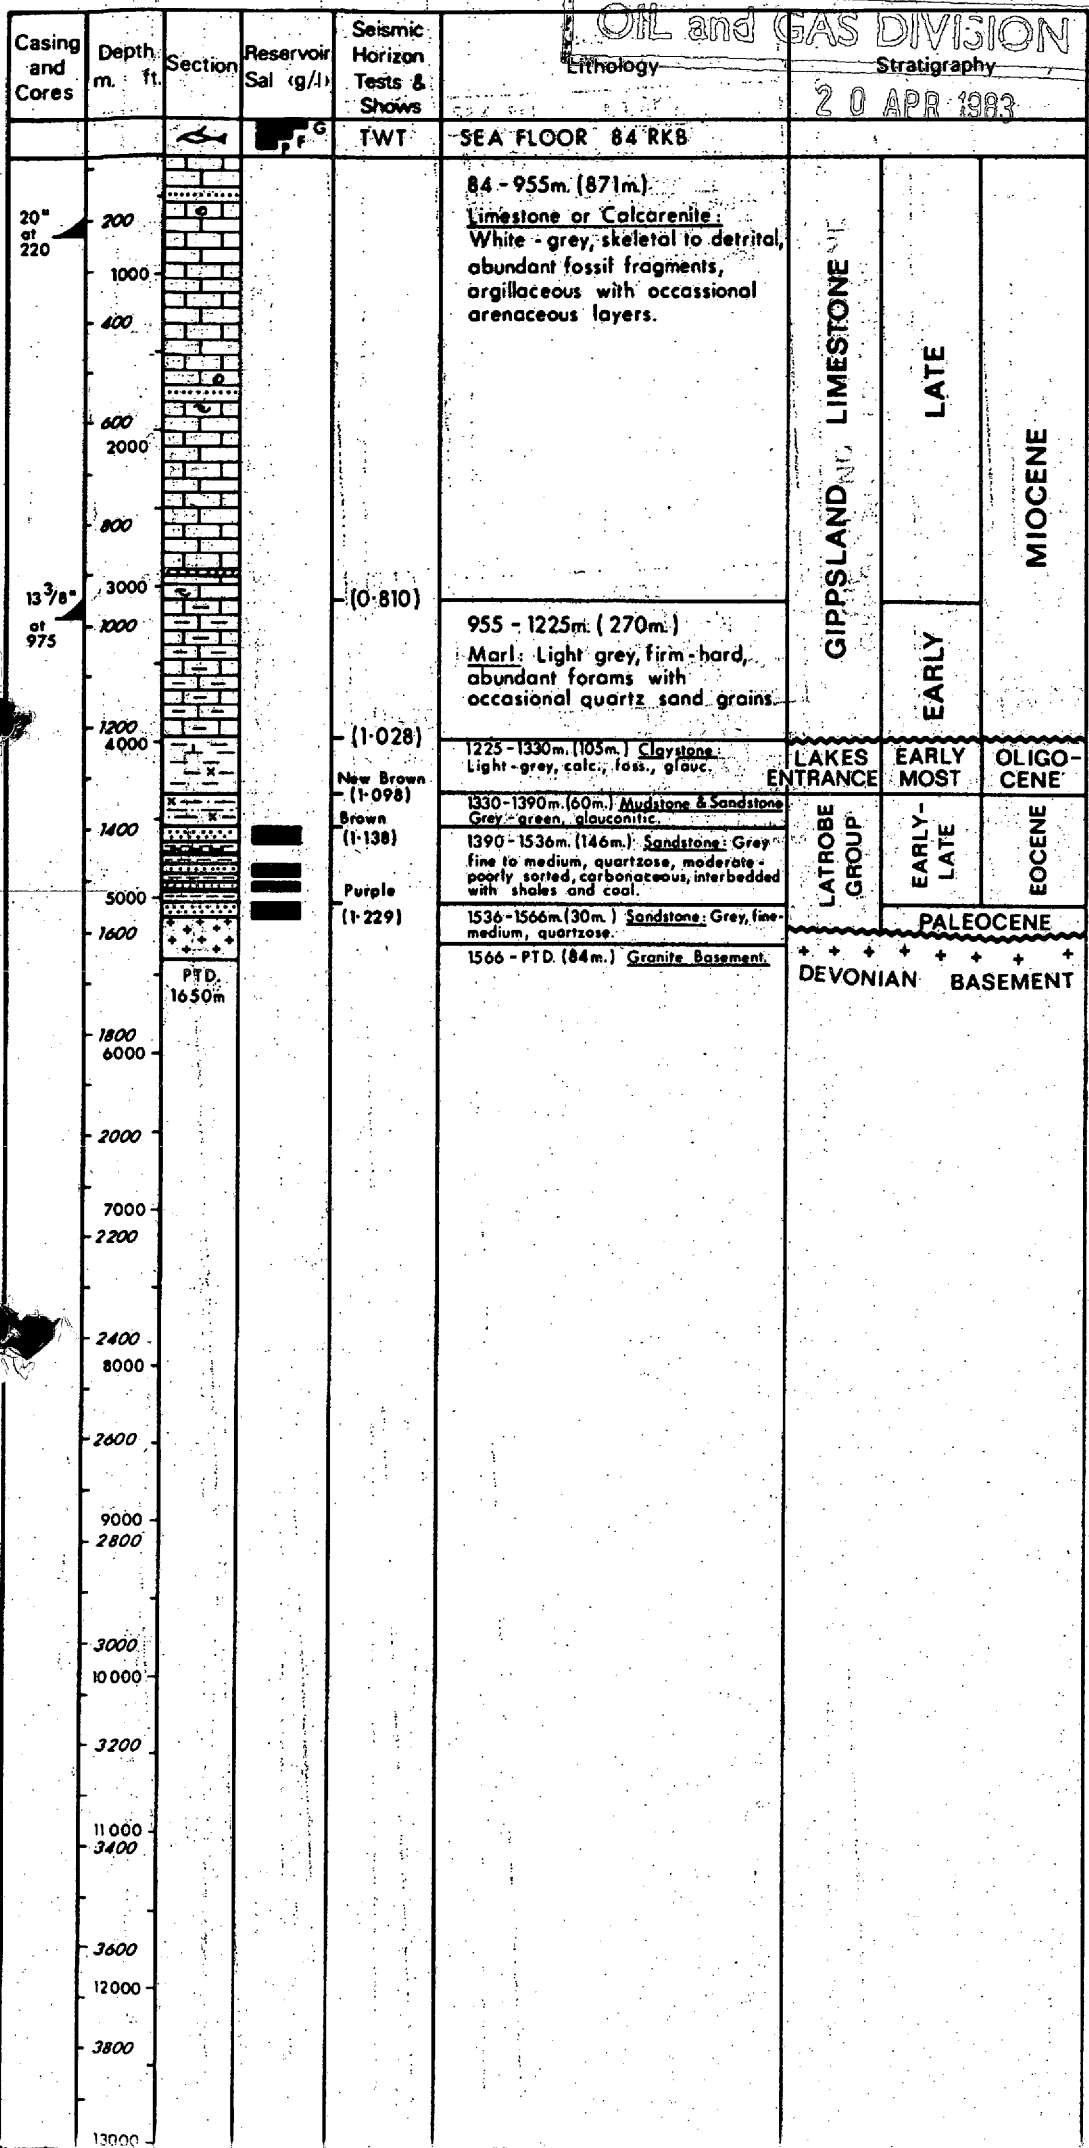 OIL and GAS DIVISION
20 APR 1983
Casing
and
Cores
Depth
m. ft.
Section
Reservoir
Sal (g/l)
Seismic
Horizon
Tests &
Shows
Lithology
Stratigraphy
G
F
P
TWT
SEA FLOOR 84 RKB
84 - 955m. (871m.)
Limestone or Calcarenite:
White - grey, skeletal to detrital,
abundant fossil fragments,
argillaceous with occassional
arenaceous layers.
20"
at
220
200
1000
400
600
2000
800
3000
13 3/8"
at
975
1000
(0·810)
955 - 1225m. (270m.)
Marl: Light grey, firm - hard,
abundant forams with
occasional quartz sand grains.
GIPPSLAND LIMESTONE
LATE
EARLY
MIOCENE
1200
4000
(1·028)
1225 - 1330m. (105m.) Claystone:
Light - grey, calc., foss., glauc.
LAKES
ENTRANCE
EARLY
MOST
OLIGO-
CENE
New Brown
(1·098)
1330 - 1390m. (60m.) Mudstone & Sandstone
Grey - green, glauconitic.
Brown
(1·138)
1400
1390 - 1536m. (146m.) Sandstone: Grey
fine to medium, quartzose, moderate -
poorly sorted, carbonaceous, interbedded
with shales and coal.
LATROBE
GROUP
EARLY-
LATE
EOCENE
Purple
(1·229)
5000
1600
1536 - 1566m. (30m.) Sandstone: Grey, fine-
medium, quartzose.
PALEOCENE
1566 - PTD. (84m.) Granite Basement.
DEVONIAN BASEMENT
PTD.
1650m
1800
6000
2000
7000
2200
2400
8000
2600
9000
2800
3000
10000
3200
11000
3400
3600
12000
3800
13000